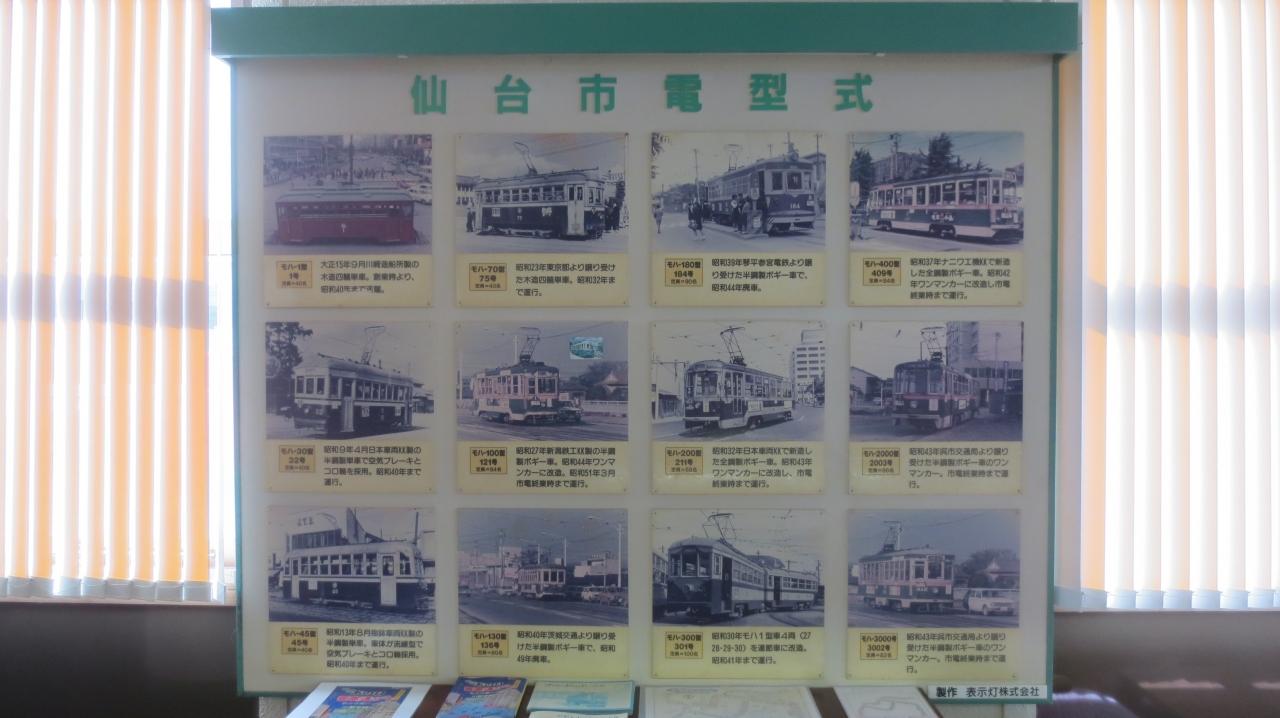 仙台市電型式
モハ-1型
1号
定員=40名
大正15年9月川崎造船所製の
木造四輪単車。創業時より、
昭和40年まで在籍。
モハ-70型
75号
定員=40名
昭和23年東京都より譲り受け
た木造四輪単車。昭和32年ま
で運行。
モハ-180型
184号
定員=90名
昭和39年琴平参宮電鉄より譲
り受けた半鋼製ボギー車で、
昭和44年廃車。
モハ-400型
409号
昭和37年ナニワ工機KKで新造
した全鋼製ボギー車。昭和42
年ワンマンカーに改造し市電
終業時まで運行。
モハ-30型
32号
昭和9年4月日本車両KK製の
半鋼製単車で空気ブレーキと
コロ軸を採用。昭和40年まで
運行。
モハ-100型
121号
昭和27年新潟鉄工KK製の半鋼
製ボギー車。昭和44年ワンマ
ンカーに改造。昭和51年3月
市電終業時まで運行。
モハ-200型
211号
昭和32年日本車両KKで新造し
た全鋼製ボギー車。昭和43年
ワンマンカーに改造し、市電
終業時まで運行。
モハ-2000型
2003号
昭和43年呉市交通局より譲り
受けた半鋼製ボギー車のワン
マンカー。市電終業時まで運
行。
モハ-45型
45号
昭和13年8月梅鉢車両KK製の
半鋼製単車。車体が流線型で
空気ブレーキとコロ軸採用。
昭和40年まで運行。
モハ-130型
136号
昭和40年茨城交通より譲り受
けた半鋼製ボギー車で、昭和
49年廃車。
モハ-300型
301号
定員=100名
昭和30年モハ1型車4両(27
28-29-30)を連節車に改造。
昭和41年まで運行。
モハ-3000型
3002号
昭和43年呉市交通局より譲り
受けた半鋼製ボギー車のワン
マンカー。市電終業時まで運
行。
製作 表示灯株式会社